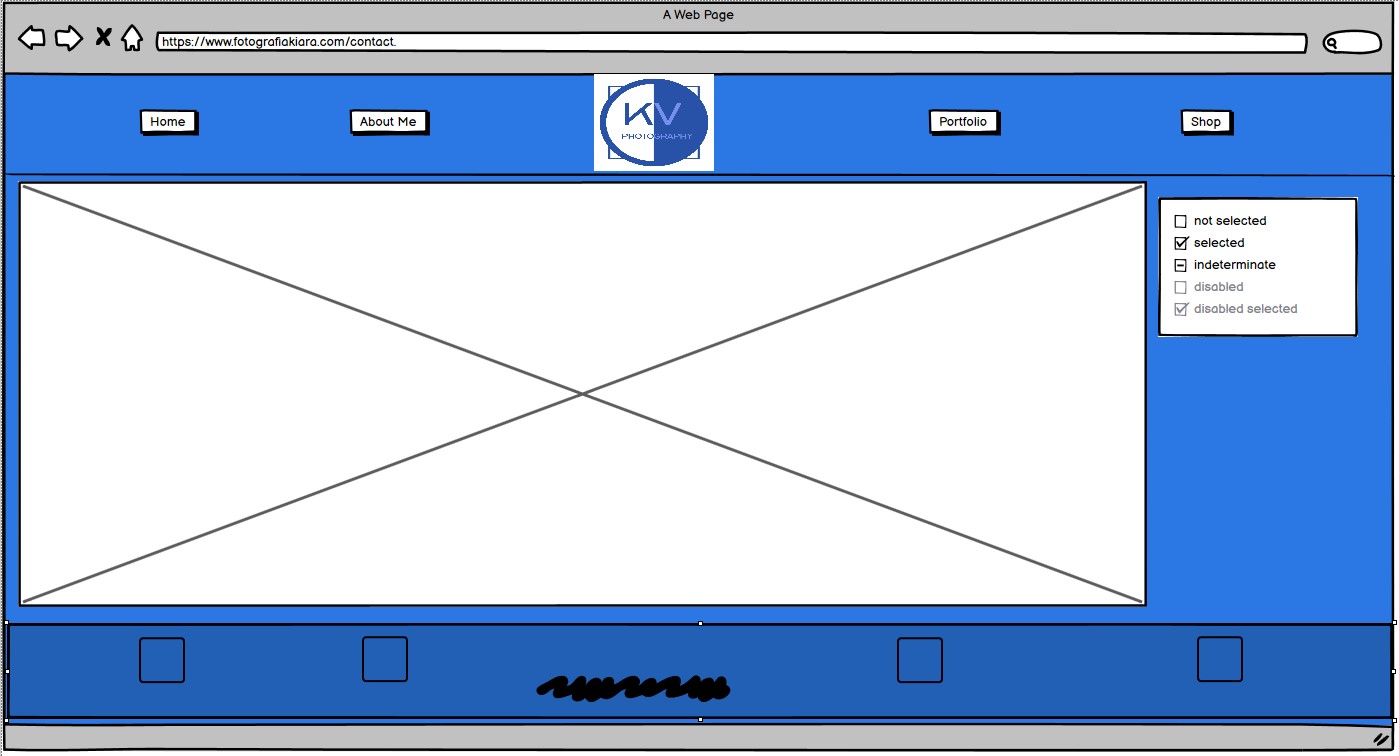 A Web Page
https://www.fotografiakiara.com/contact.
Home
About Me
KV
PHOTOGRAPHY
Portfolio
Shop
not selected
selected
indeterminate
disabled
disabled selected